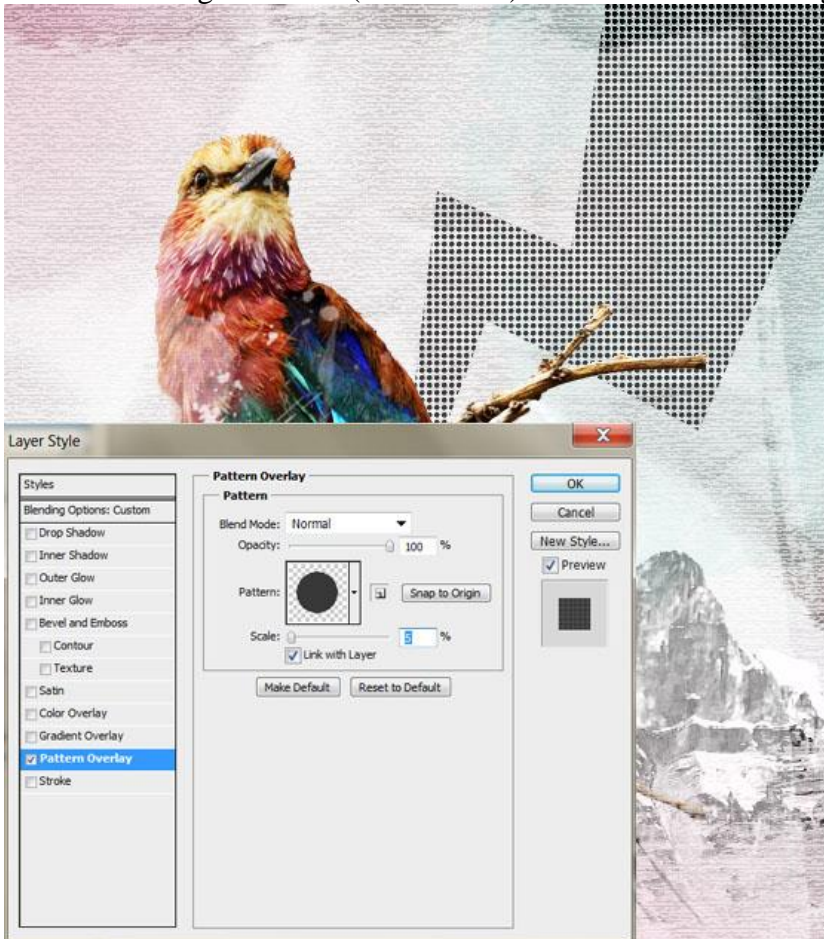 Layer Style
Styles
Blending Options: Custom
Drop Shadow
Inner Shadow
Outer Glow
Inner Glow
Bevel and Emboss
Contour
Texture
Satin
Color Overlay
Gradient Overlay
Pattern Overlay
Stroke
Pattern Overlay
Pattern
Blend Mode: Normal
Opacity: 100 %
Pattern: Snap to Origin
Scale: 5 %
Link with Layer
Make Default Reset to Default
OK
Cancel
New Style...
Preview